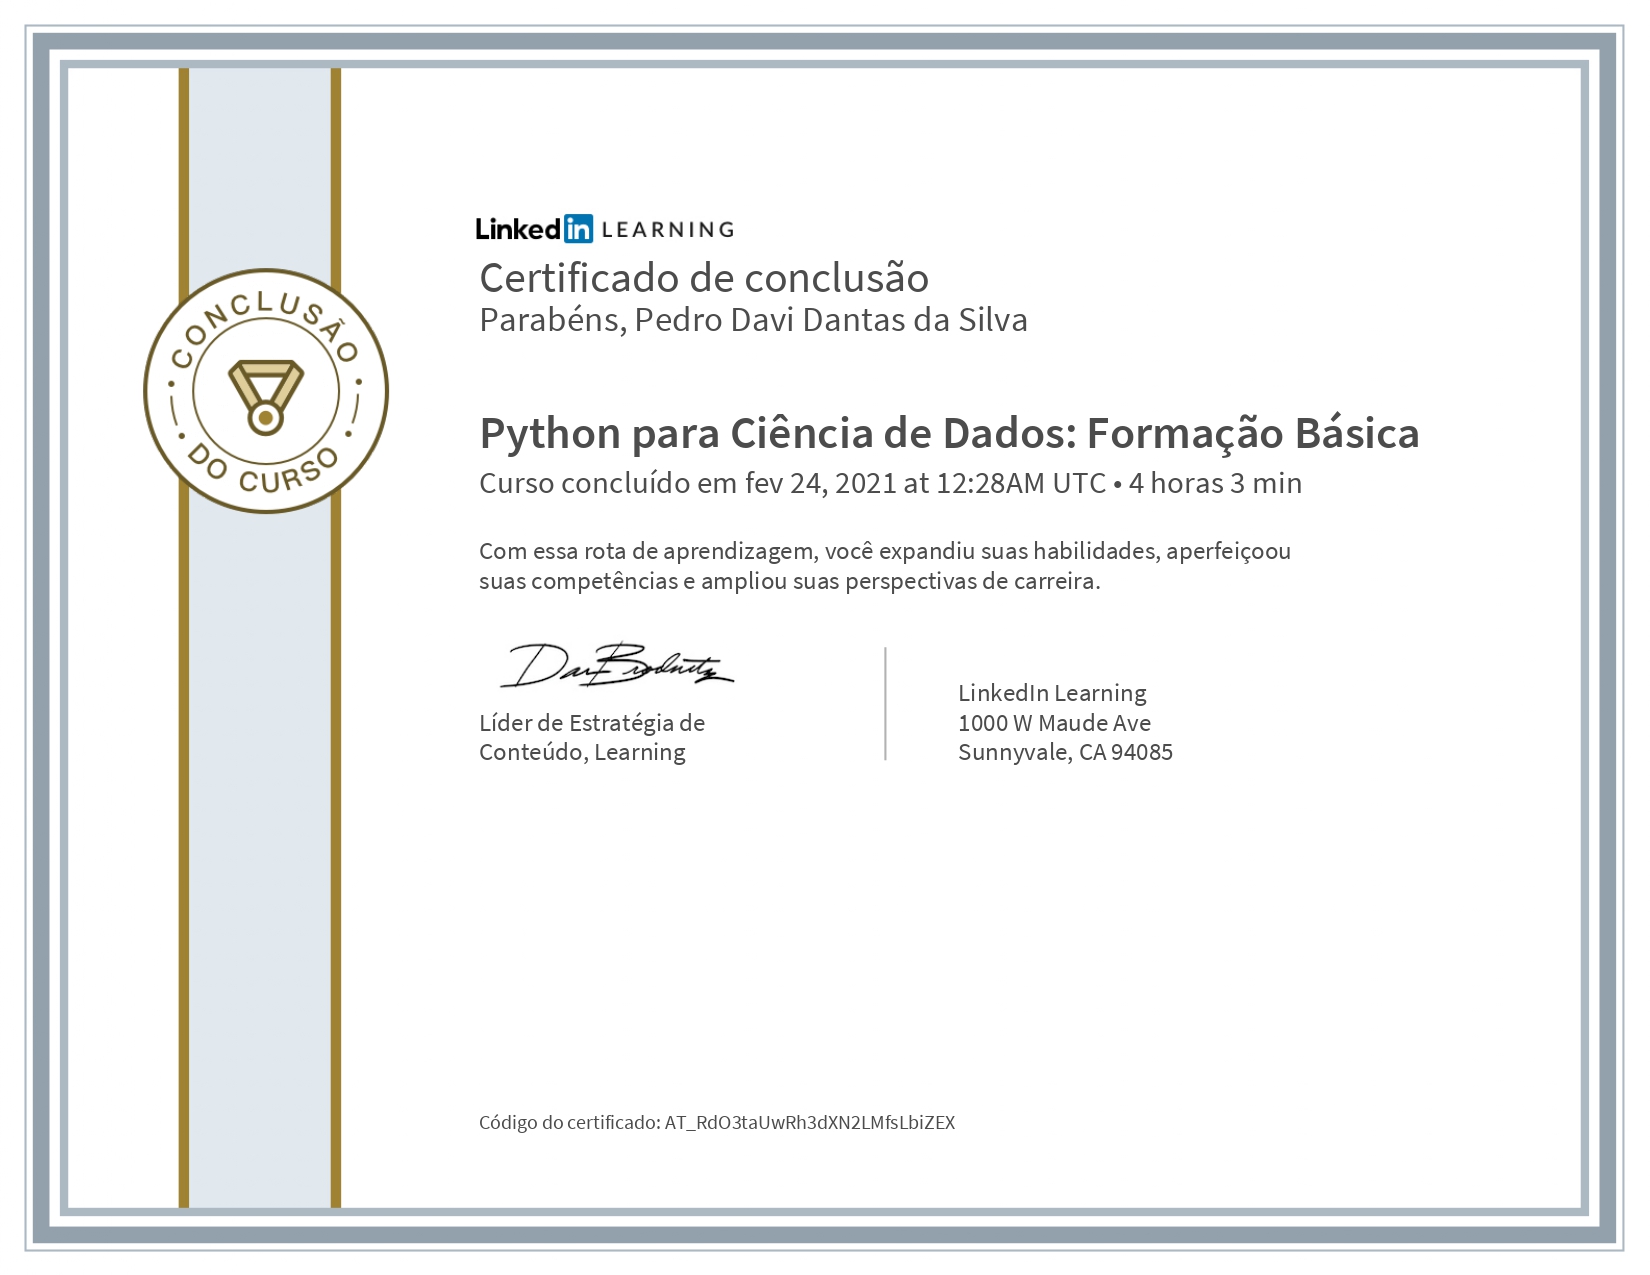 CONCLUSÃO
DO CURSO
Linkedin LEARNING
Certificado de conclusão
Parabéns, Pedro Davi Dantas da Silva
Python para Ciência de Dados: Formação Básica
Curso concluído em fev 24, 2021 at 12:28AM UTC • 4 horas 3 min
Com essa rota de aprendizagem, você expandiu suas habilidades, aperfeiçoou
suas competências e ampliou suas perspectivas de carreira.
Líder de Estratégia de
Conteúdo, Learning
LinkedIn Learning
1000 W Maude Ave
Sunnyvale, CA 94085
Código do certificado: AT_RdO3taUwRh3dXN2LMfsLbiZEX